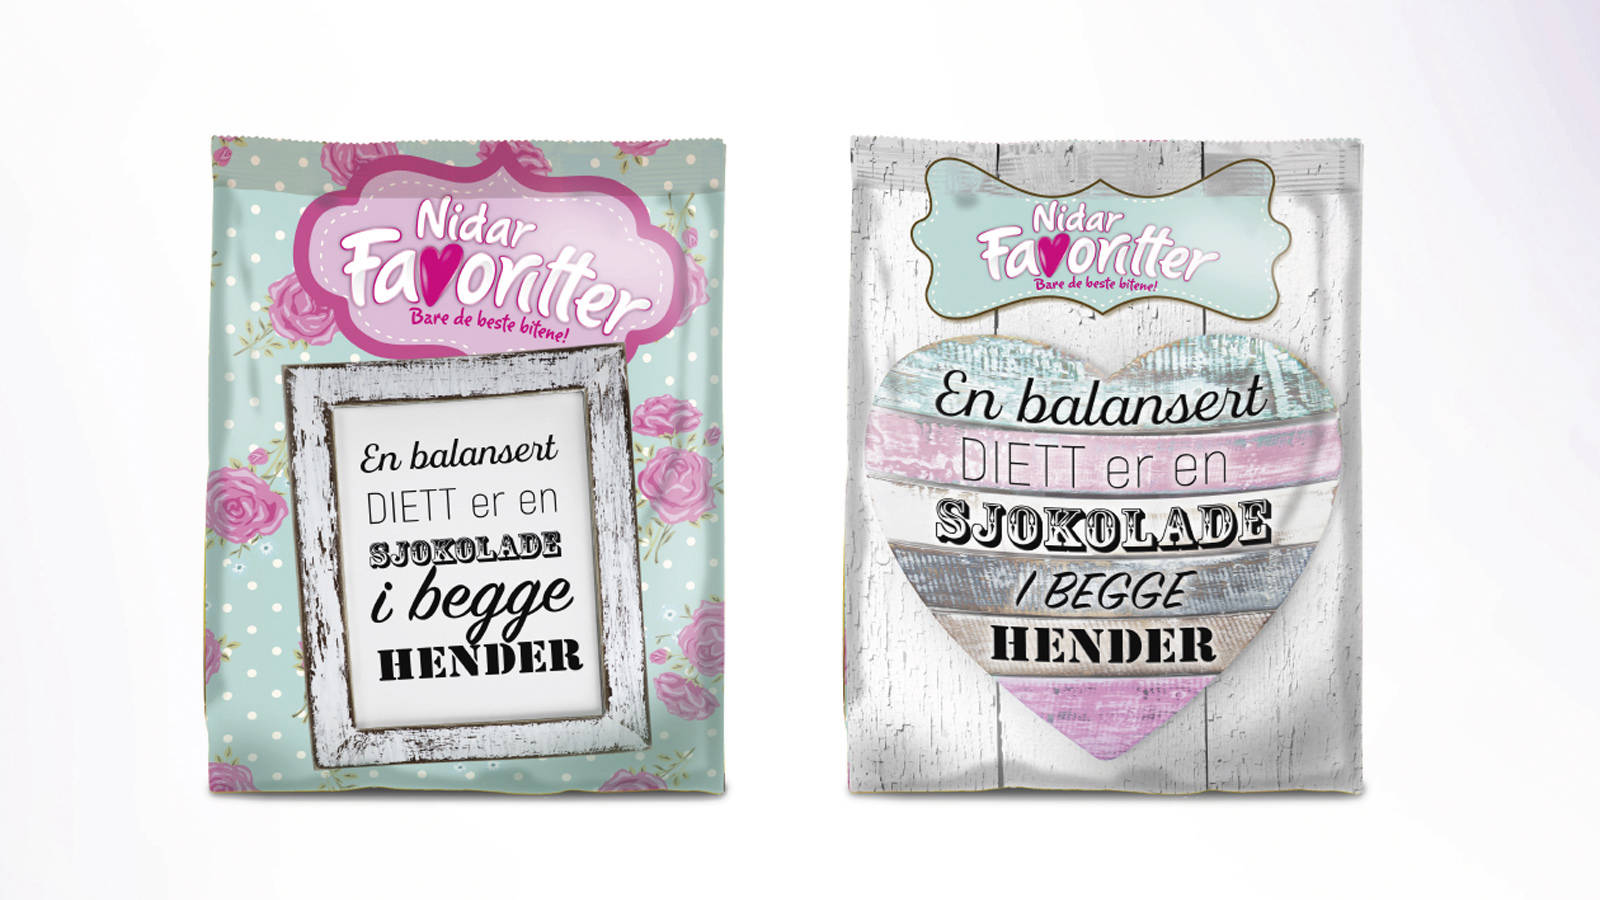 Nidar
Favoritter
Bare de beste bitene!
En balansert
DIETT er en
SJOKOLADE
i begge
HENDER
Nidar
Favoritter
Bare de beste bitene!
En balansert
DIETT er en
SJOKOLADE
I BEGGE
HENDER